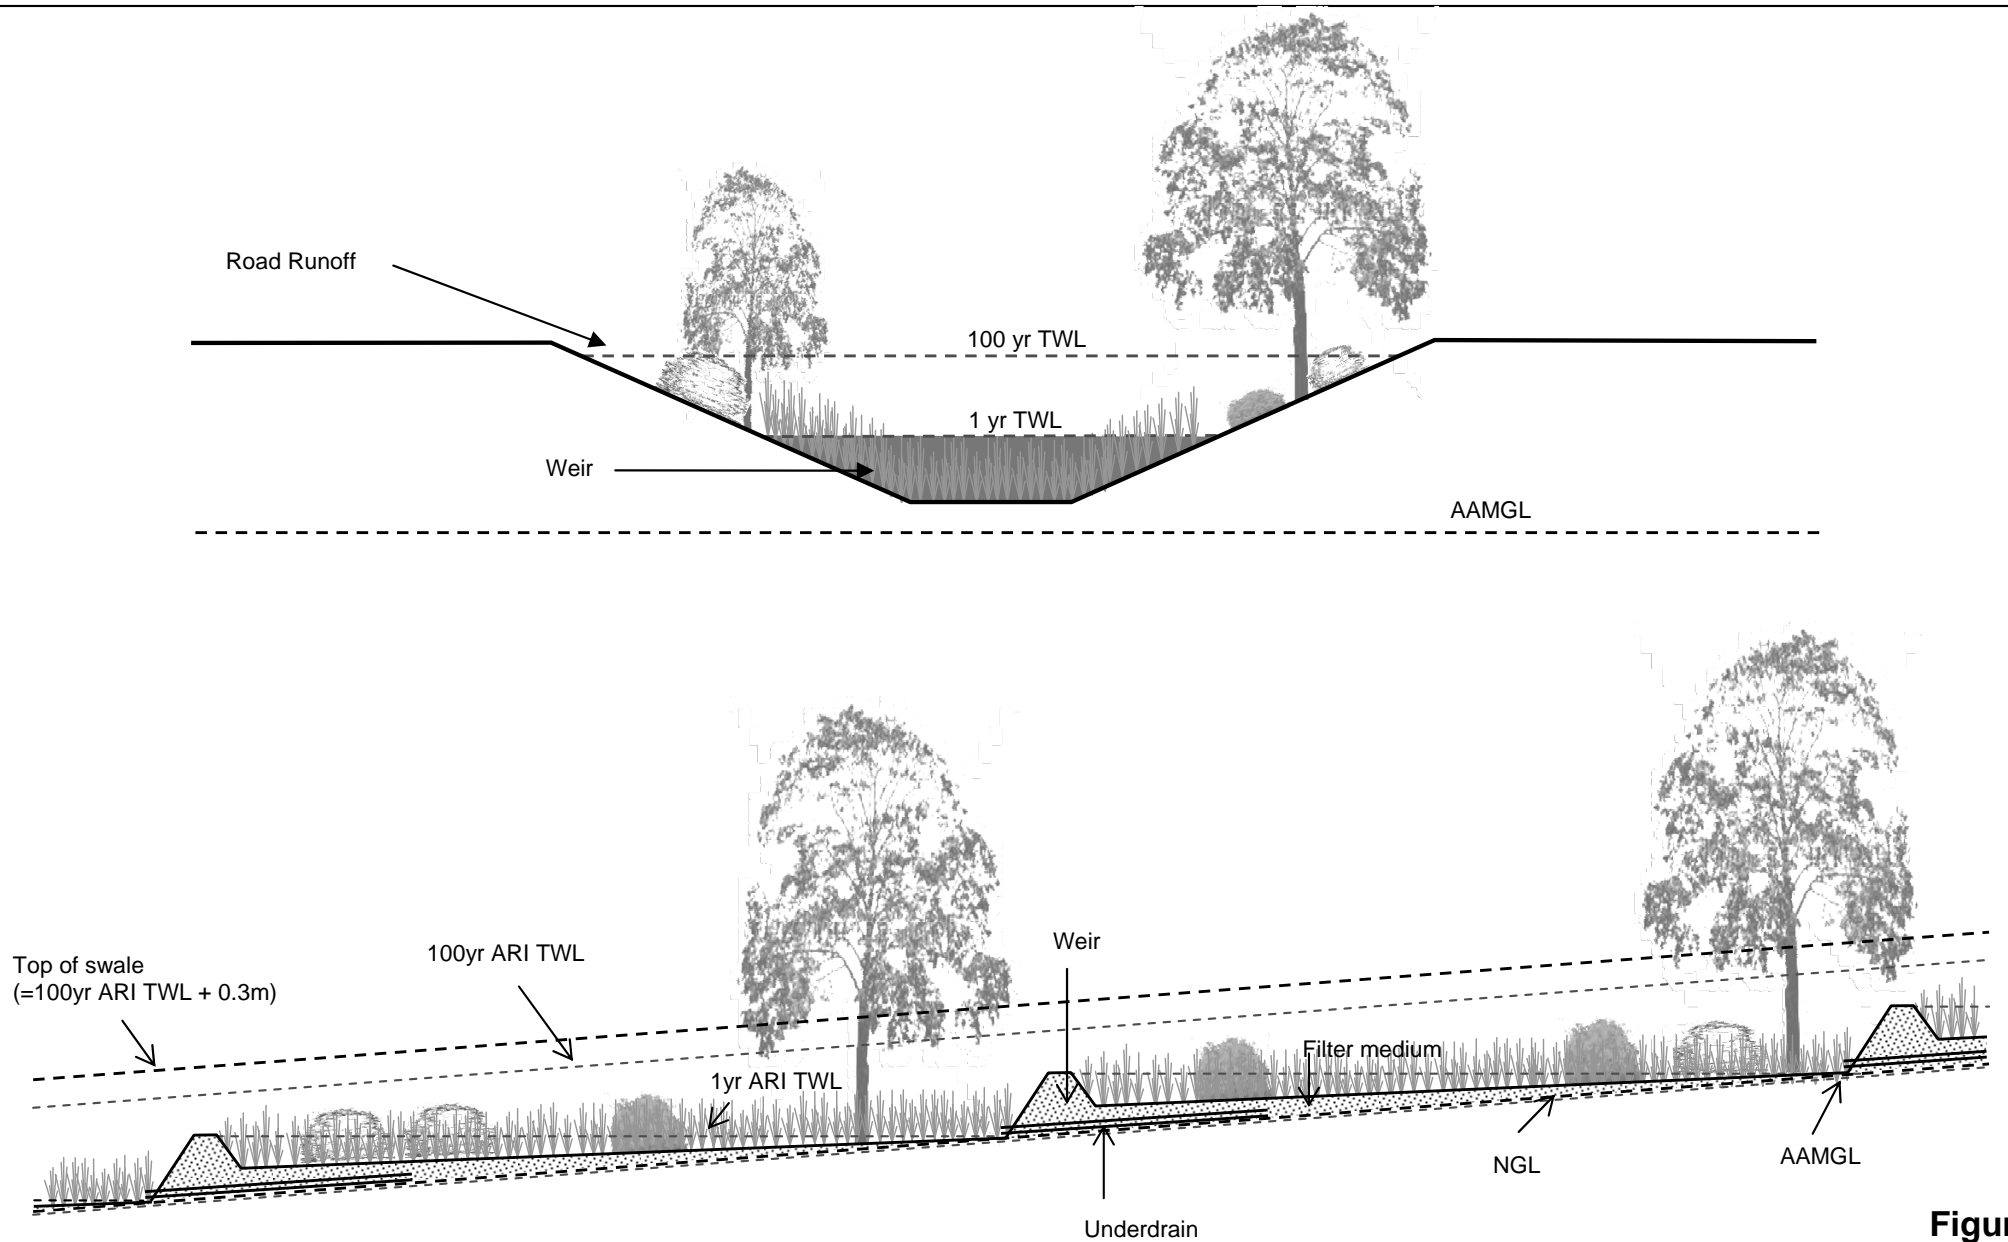 Road Runoff
100 yr TWL
1 yr TWL
Weir
AAMGL
Weir
100yr ARI TWL
Top of swale
(=100yr ARI TWL + 0.3m)
Filter medium
1yr ARI TWL
NGL
AAMGL
Underdrain